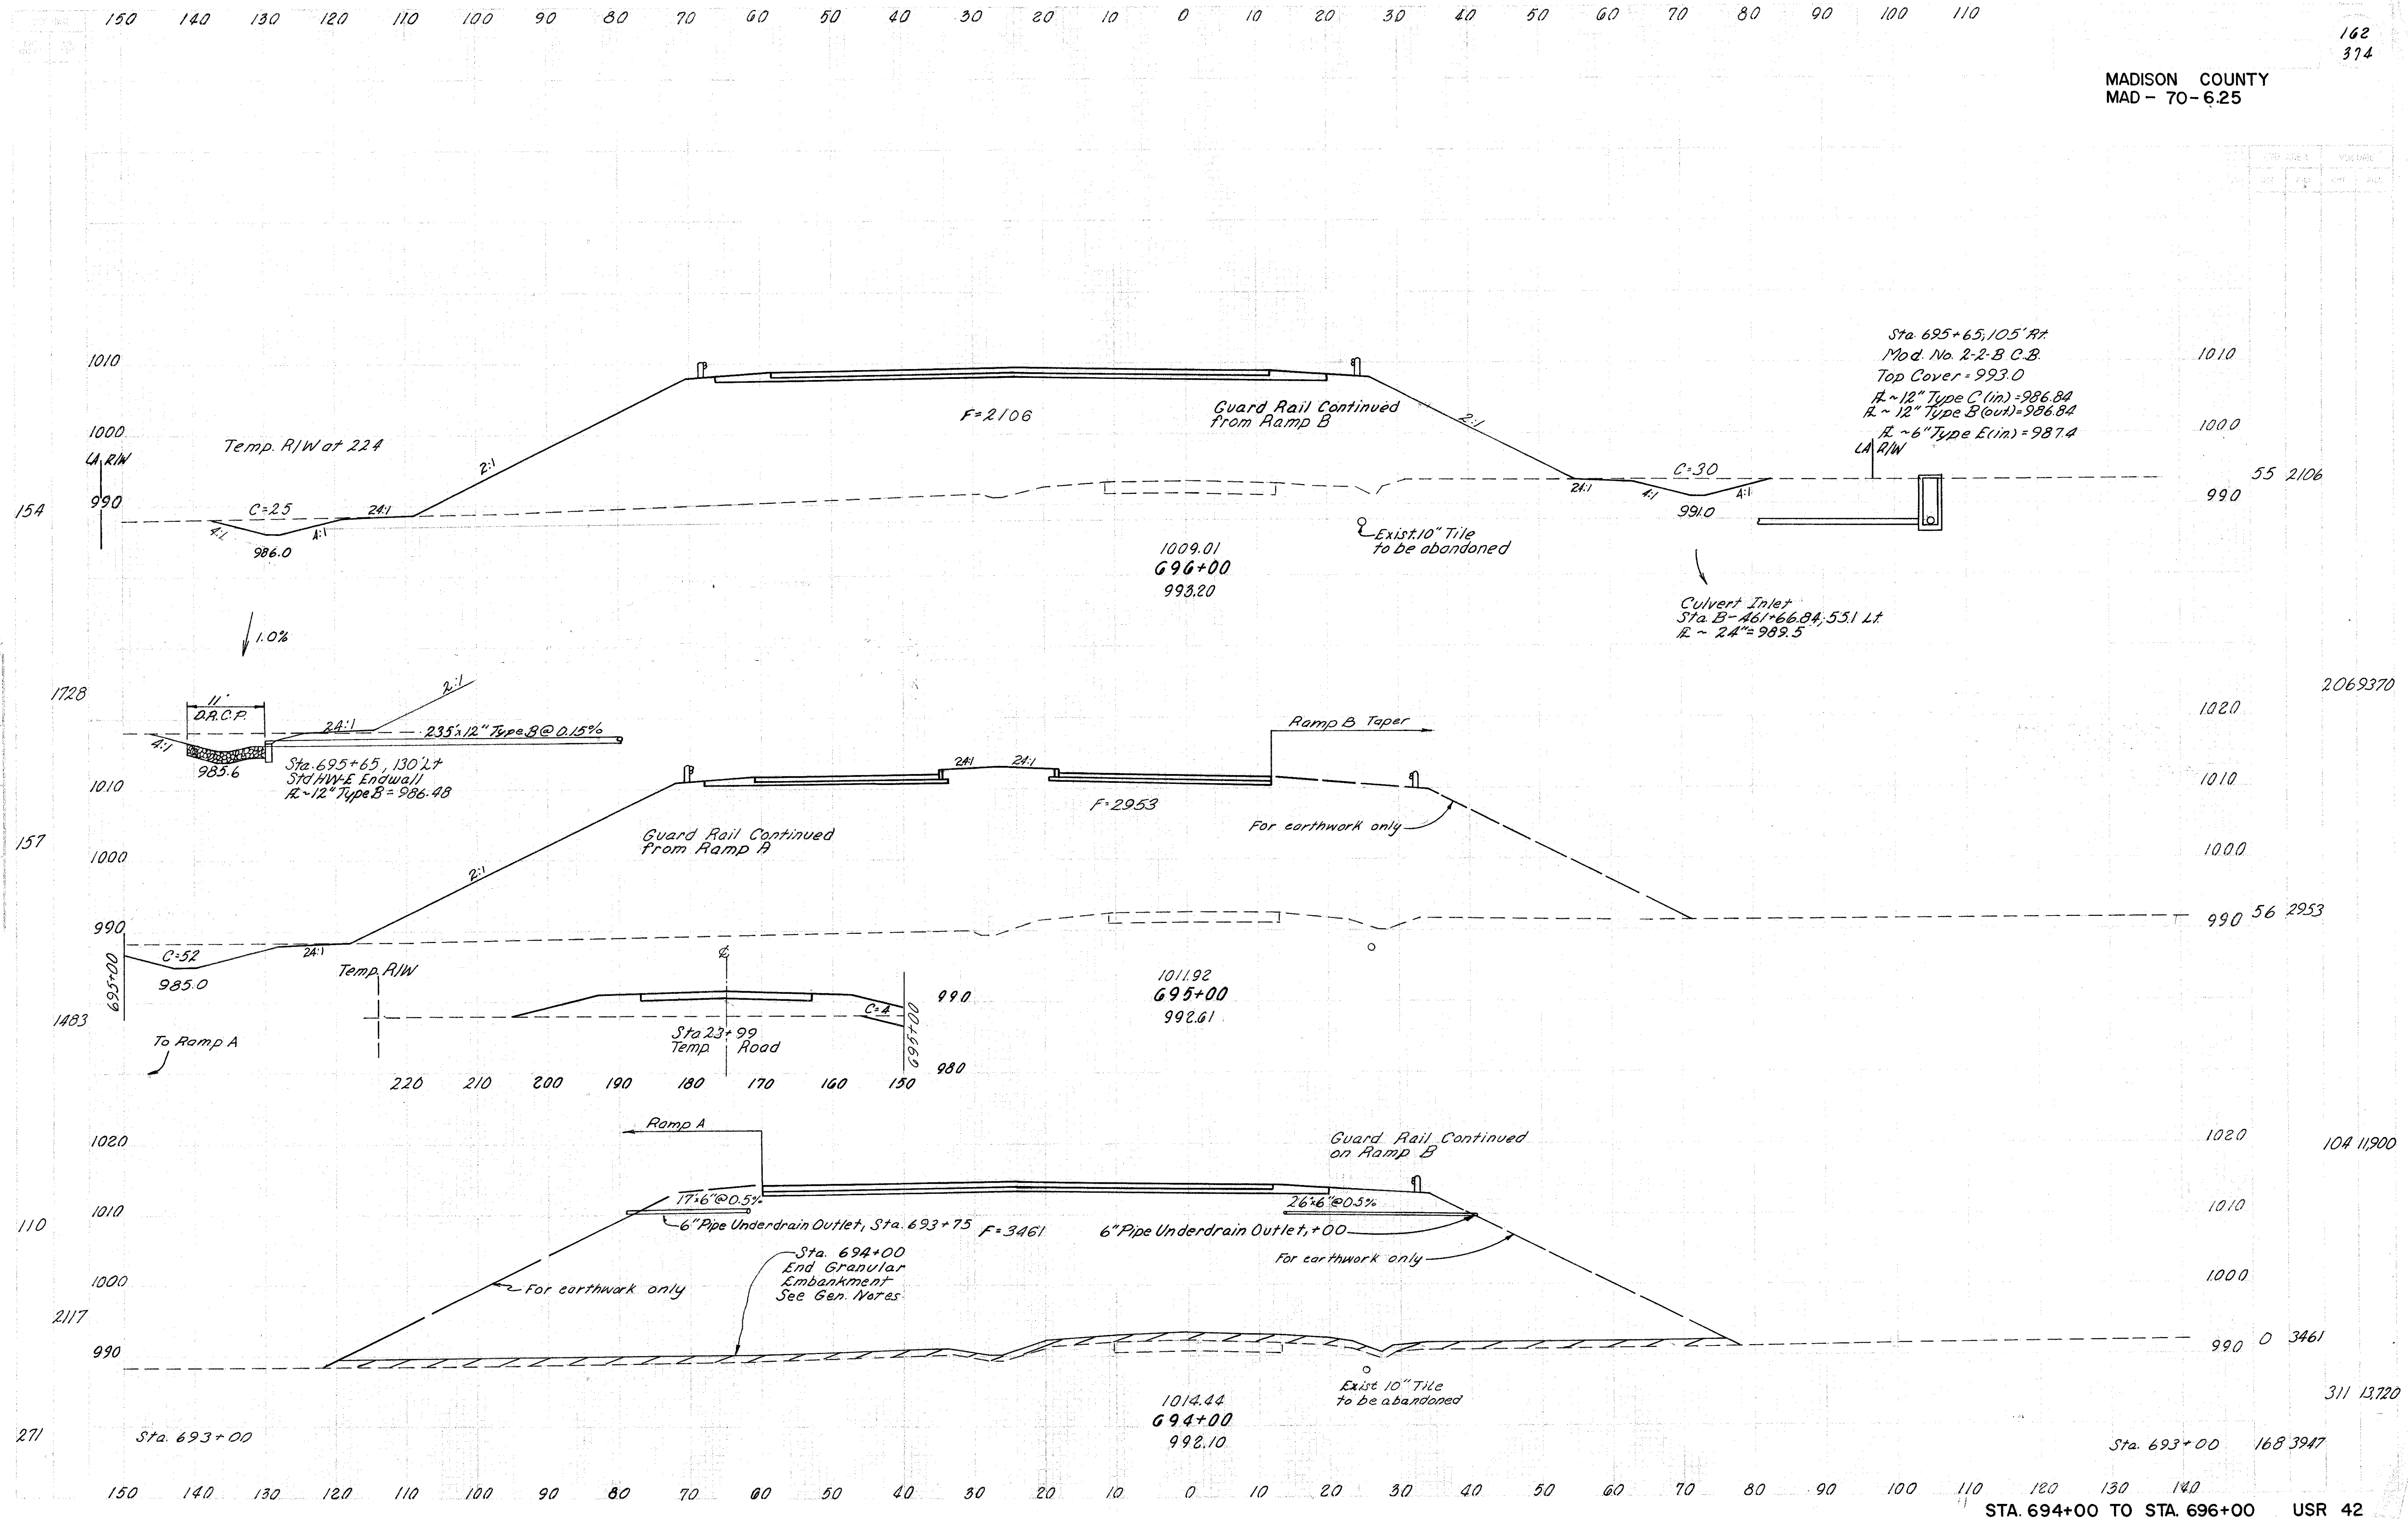 150 140 130 120 110 100 90 80 70 60 50 40 30 20 10 0 10 20 30 40 50 60 70 80 90 100 110
162
374
MADISON COUNTY
MAD - 70 - 6.25
Sta. 695+65, 105' Rt.
Mod. No. 2-2-B C.B.
Top Cover = 993.0
FL ~ 12" Type C (in) = 986.84
FL ~ 12" Type B (out) = 986.84
FL ~ 6" Type E (in) = 987.4
LA R/W
1010
1010
F=2106
Guard Rail Continued
from Ramp B
2:1
1000
1000
Temp. R/W at 224
LA R/W
2:1
C=30
55 2106
990
990
154
C=25
24:1
24:1
4:1
4:1
991.0
4:1
4:1
986.0
Exist. 10" Tile
to be abandoned
1009.01
696+00
993.20
Culvert Inlet
Sta B-461+66.84, 55.1 Lt.
FL ~ 24" = 989.5
1.0%
1728
2069370
11'
D.R.C.P.
2:1
24:1
235' x 12" Type B @ 0.15%
4:1
985.6
Sta. 695+65, 130' Lt
Std HW-E Endwall
FL ~ 12" Type B = 986.48
Ramp B Taper
1020
1010
1010
24:1 24:1
F=2953
For earthwork only
Guard Rail Continued
from Ramp A
157
1000
1000
2:1
990
990
56 2953
C=52
24:1
985.0
695+00
Temp. R/W
℄
990
C=4
695+00
Sta 23+99
Temp. Road
980
1011.92
695+00
992.61
1483
To Ramp A
220 210 200 190 180 170 160 150
Ramp A
1020
1020
Guard Rail Continued
on Ramp B
104 11,900
17' x 6" @ 0.5%
26' x 6" @ 0.5%
110
1010
1010
6" Pipe Underdrain Outlet, Sta. 693+75
F=3461
6" Pipe Underdrain Outlet, +00
For earthwork only
Sta. 694+00
End Granular
Embankment
See Gen. Notes
1000
1000
For earthwork only
2117
990
990
0 3461
Exist 10" Tile
to be abandoned
1014.44
694+00
992.10
311 13,720
271
Sta. 693+00
Sta. 693+00
168 3947
150 140 130 120 110 100 90 80 70 60 50 40 30 20 10 0 10 20 30 40 50 60 70 80 90 100 110 120 130 140
STA. 694+00 TO STA. 696+00 USR 42